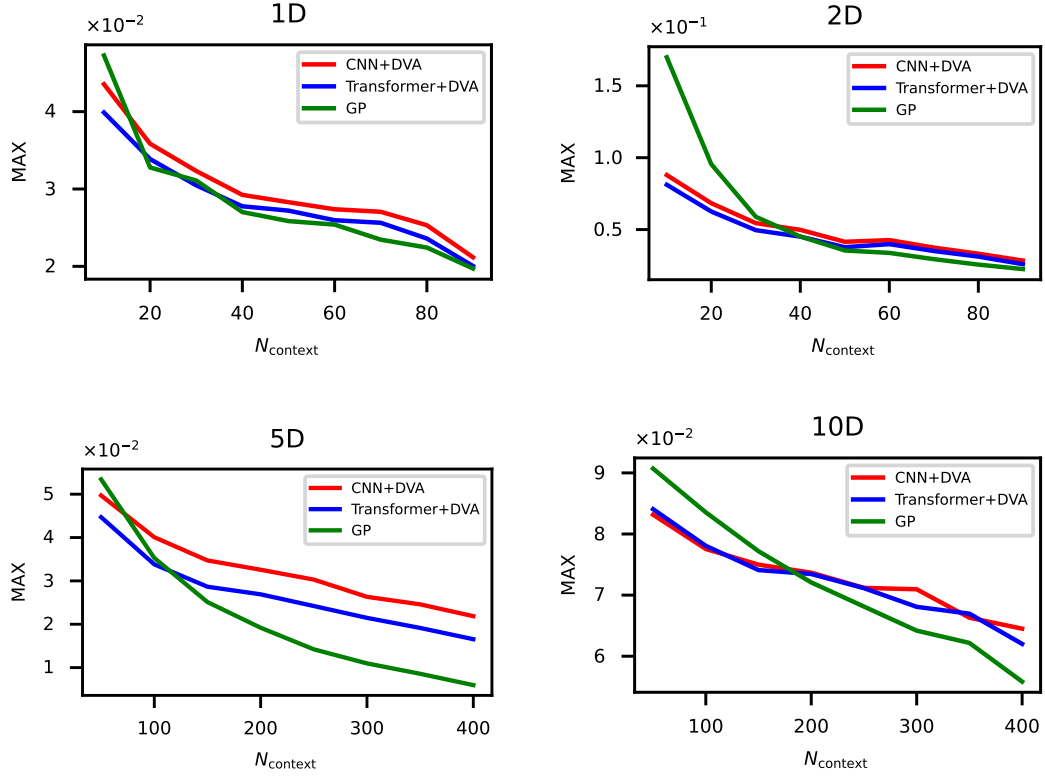 1D
×10⁻²
CNN+DVA
Transformer+DVA
GP
MAX
4
3
2
20 40 60 80
N_context
2D
×10⁻¹
CNN+DVA
Transformer+DVA
GP
MAX
1.5
1.0
0.5
20 40 60 80
N_context
5D
×10⁻²
CNN+DVA
Transformer+DVA
GP
MAX
5
4
3
2
1
100 200 300 400
N_context
10D
×10⁻²
CNN+DVA
Transformer+DVA
GP
MAX
9
8
7
6
100 200 300 400
N_context